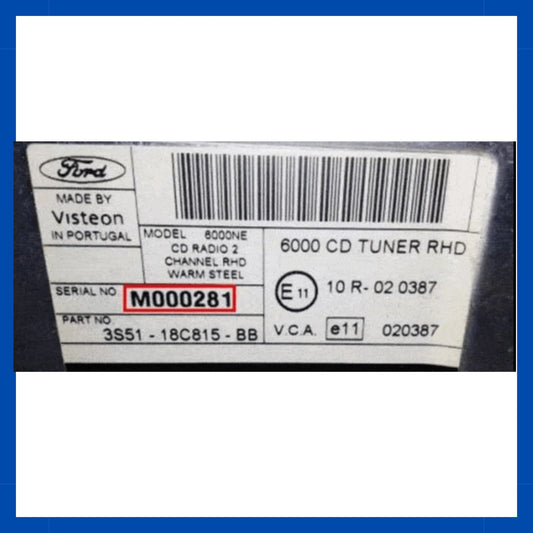 Ford
MADE BY
Visteon
IN PORTUGAL
MODEL 6000NE
CD RADIO 2
CHANNEL RHD
WARM STEEL
6000 CD TUNER RHD
SERIAL NO M000281
E 11 10 R- 02 0387
PART NO.
3S51 - 18C815 - BB
V.C.A. e11 020387